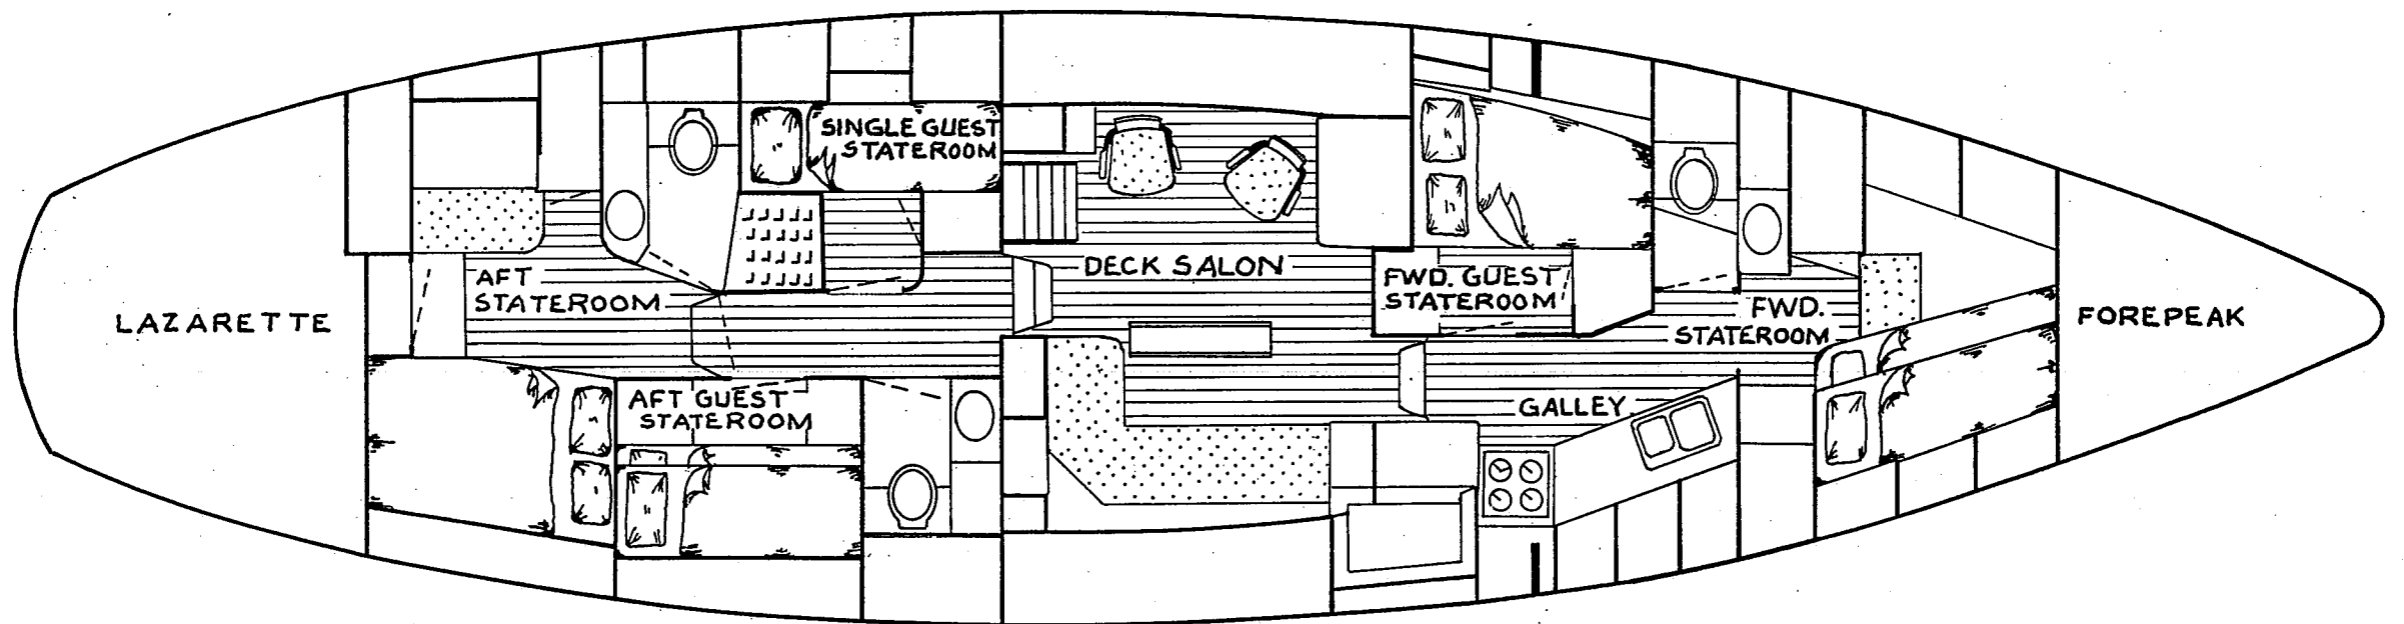 LAZARETTE
AFT
STATEROOM
SINGLE GUEST
STATEROOM
AFT GUEST
STATEROOM
DECK SALON
FWD. GUEST
STATEROOM
GALLEY
FWD.
STATEROOM
FOREPEAK